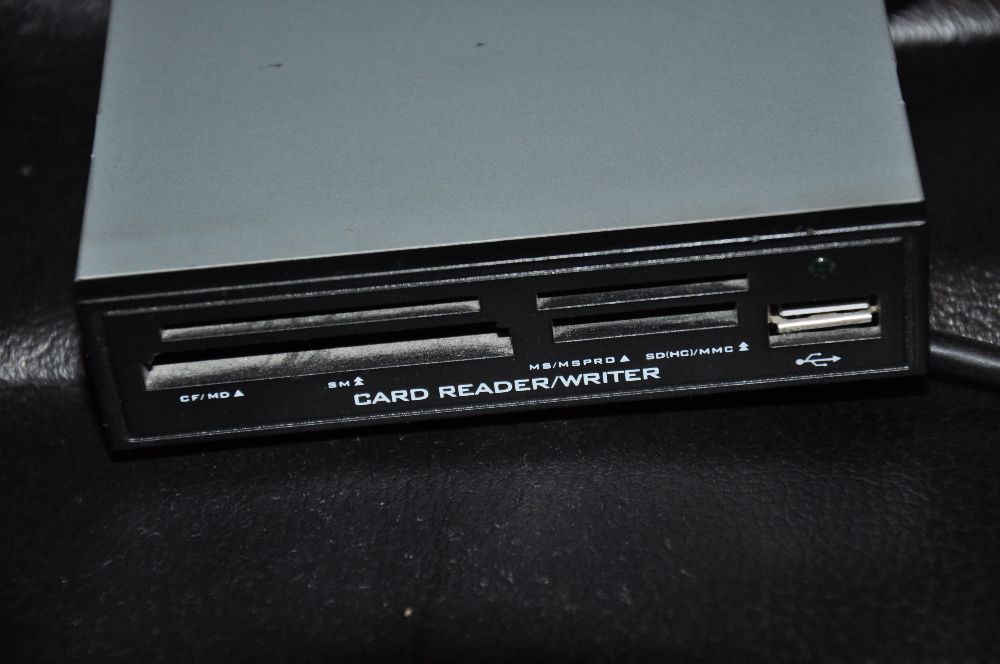 CF/MD▲
SM⏫
MS/MSPRO▲
SD(HC)/MMC⏫
CARD READER/WRITER